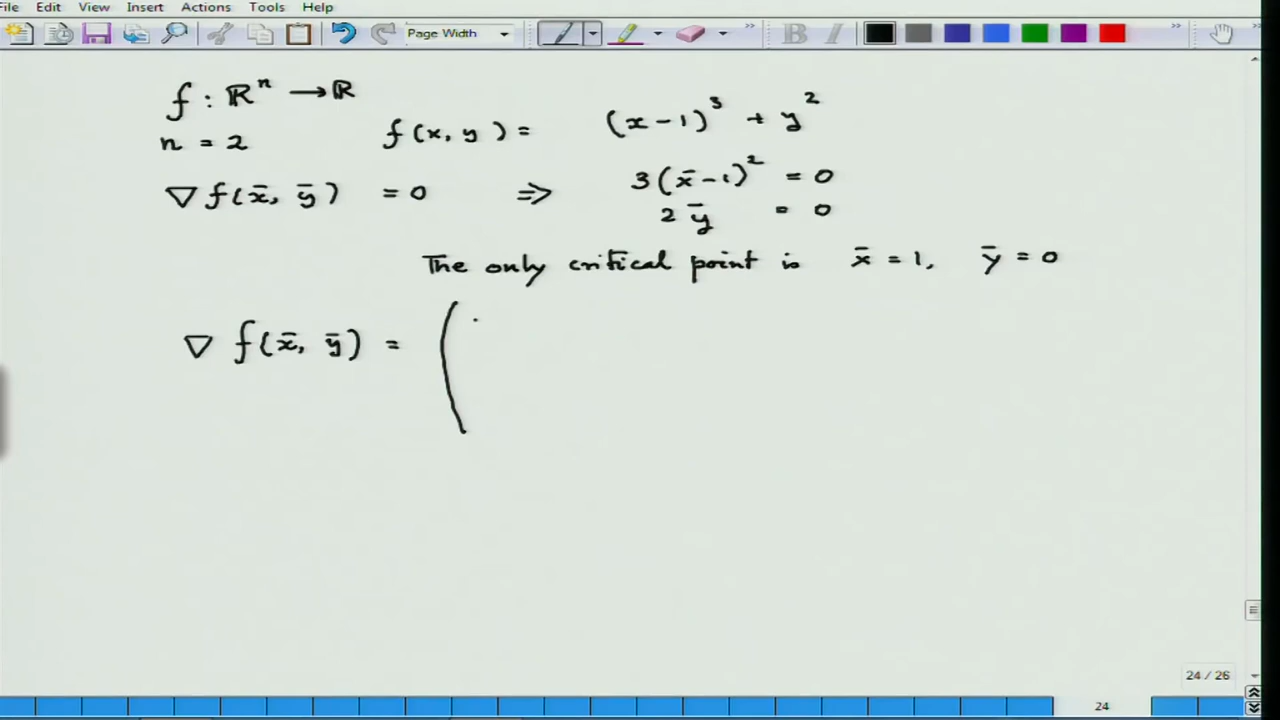 File Edit View Insert Actions Tools Help
Page Width
f : ℝⁿ → ℝ
n = 2 f(x, y) = (x-1)³ + y²
∇ f(x̄, ȳ) = 0 ⇒ 3(x̄-1)² = 0
2ȳ = 0
The only critical point is x̄ = 1, ȳ = 0
∇ f(x̄, ȳ) = (
24 / 26
24